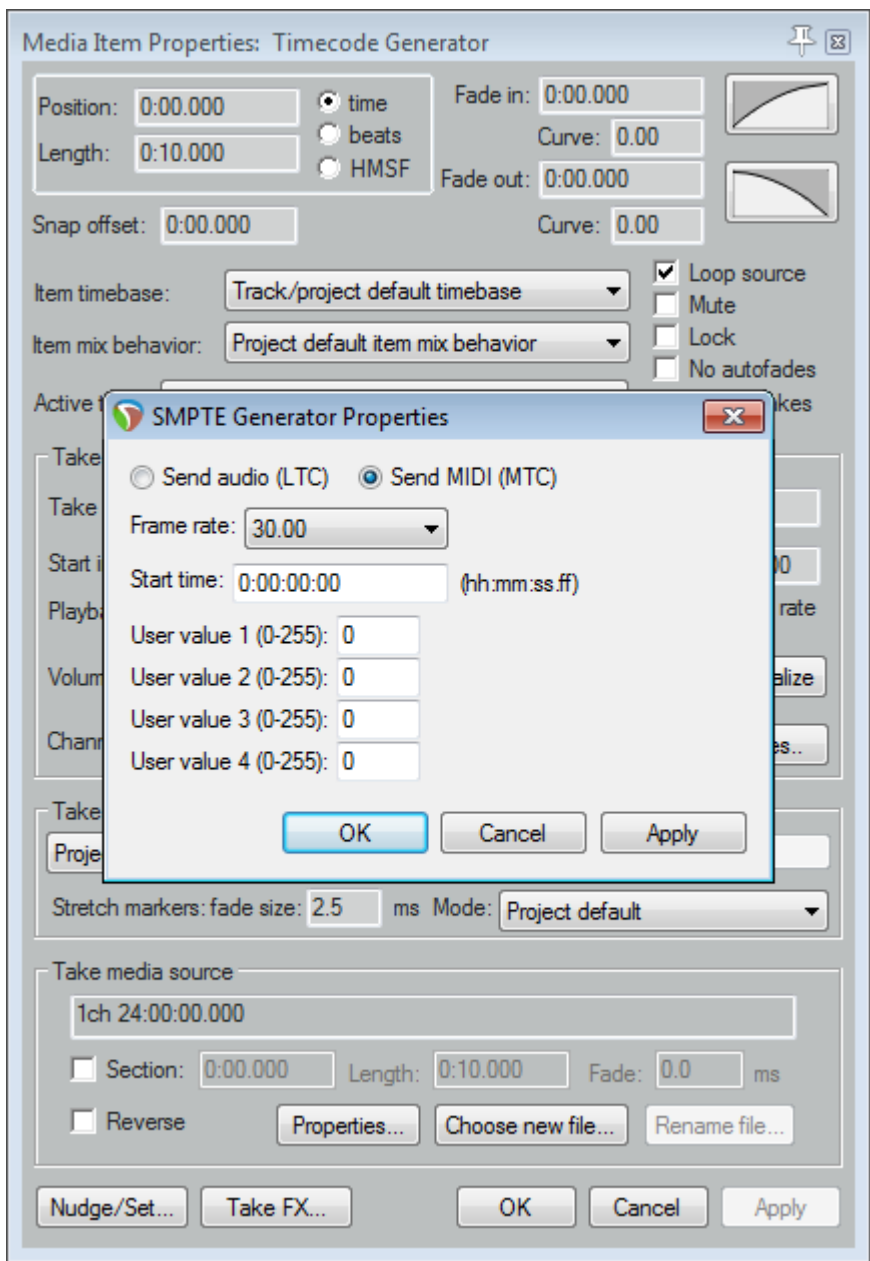 Media Item Properties: Timecode Generator
Position: 0:00.000
time
Fade in: 0:00.000
beats
Curve: 0.00
Length: 0:10.000
HMSF
Fade out: 0:00.000
Snap offset: 0:00.000
Curve: 0.00
Item timebase: Track/project default timebase
Loop source
Mute
Item mix behavior: Project default item mix behavior
Lock
No autofades
Active
SMPTE Generator Properties
Take
Send audio (LTC) Send MIDI (MTC)
Take
Frame rate: 30.00
Start
Start time: 0:00:00:00 (hh:mm:ss.ff)
rate
User value 1 (0-255): 0
User value 2 (0-255): 0
User value 3 (0-255): 0
User value 4 (0-255): 0
OK Cancel Apply
Take
Stretch markers: fade size: 2.5 ms Mode: Project default
Take media source
1ch 24:00:00.000
Section: 0:00.000 Length: 0:10.000 Fade: 0.0 ms
Reverse Properties... Choose new file... Rename file...
Nudge/Set... Take FX... OK Cancel Apply